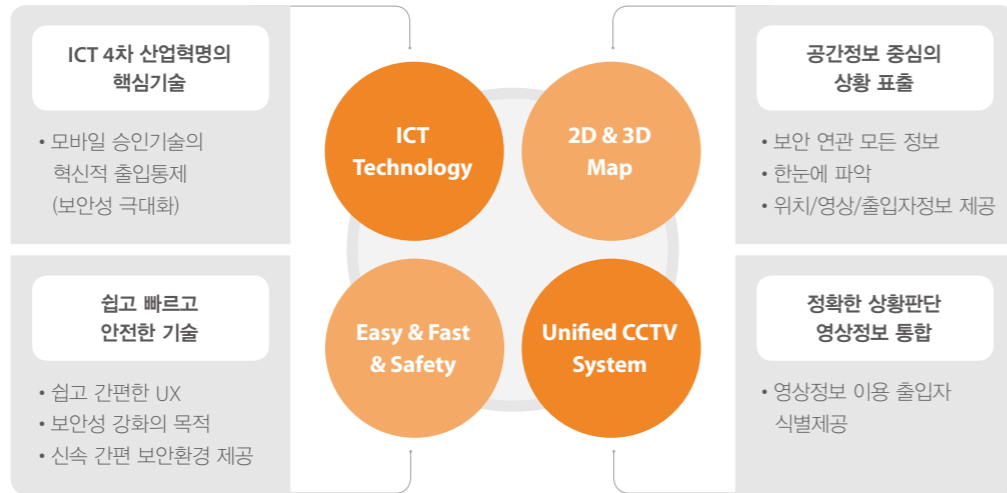 ICT 4차 산업혁명의
핵심기술
• 모바일 승인기술의
혁신적 출입통제
(보안성 극대화)
ICT
Technology
2D & 3D
Map
공간정보 중심의
상황 표출
• 보안 연관 모든 정보
• 한눈에 파악
• 위치/영상/출입자정보 제공
쉽고 빠르고
안전한 기술
• 쉽고 간편한 UX
• 보안성 강화의 목적
• 신속 간편 보안환경 제공
Easy & Fast
& Safety
Unified CCTV
System
정확한 상황판단
영상정보 통합
• 영상정보 이용 출입자
식별제공